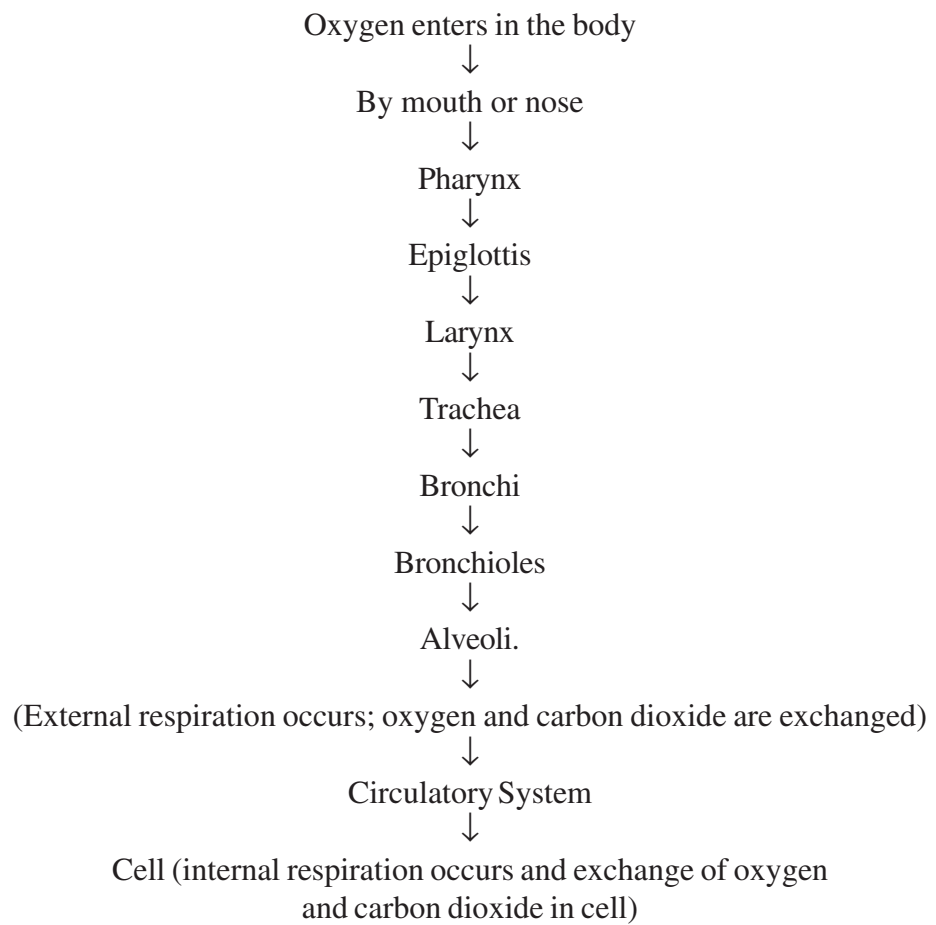 Oxygen enters in the body
↓
By mouth or nose
↓
Pharynx
↓
Epiglottis
↓
Larynx
↓
Trachea
↓
Bronchi
↓
Bronchioles
↓
Alveoli.
↓
(External respiration occurs; oxygen and carbon dioxide are exchanged)
↓
Circulatory System
↓
Cell (internal respiration occurs and exchange of oxygen
and carbon dioxide in cell)